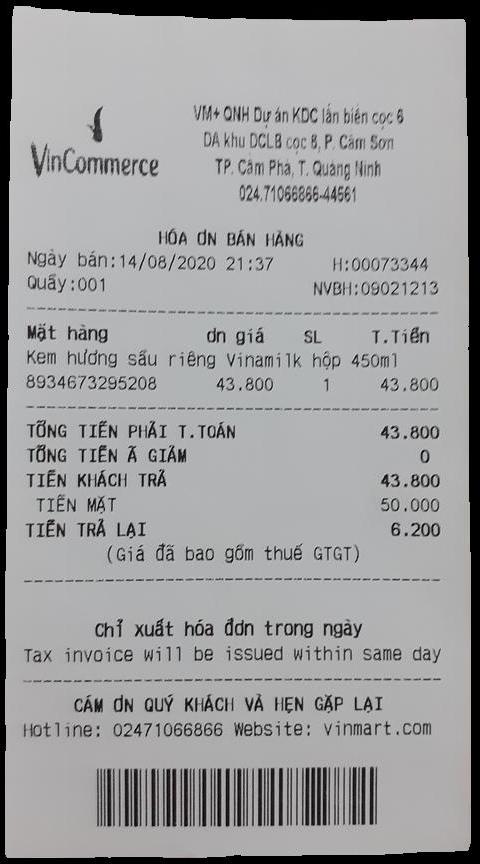 VM+ QNH Dự án KDC lấn biển cọc 6
DA khu DCLB cọc 8, P. Cẩm Sơn
TP. Cẩm Phả, T. Quảng Ninh
024.71066866-44561
VinCommerce
HÓA ƠN BÁN HÀNG
Ngày bán:14/08/2020 21:37 H:00073344
Quầy:001 NVBH:09021213
Mặt hàng ơn giá SL T.Tiền
Kem hương sầu riêng Vinamilk hộp 450ml
8934673295208 43.800 1 43.800
TỔNG TIỀN PHẢI T.TOÁN 43.800
TỔNG TIỀN Ã GIẢM 0
TIỀN KHÁCH TRẢ 43.800
TIỀN MẶT 50.000
TIỀN TRẢ LẠI 6.200
(Giá đã bao gồm thuế GTGT)
Chỉ xuất hóa đơn trong ngày
Tax invoice will be issued within same day
CÁM ƠN QUÝ KHÁCH VÀ HẸN GẶP LẠI
Hotline: 02471066866 Website: vinmart.com